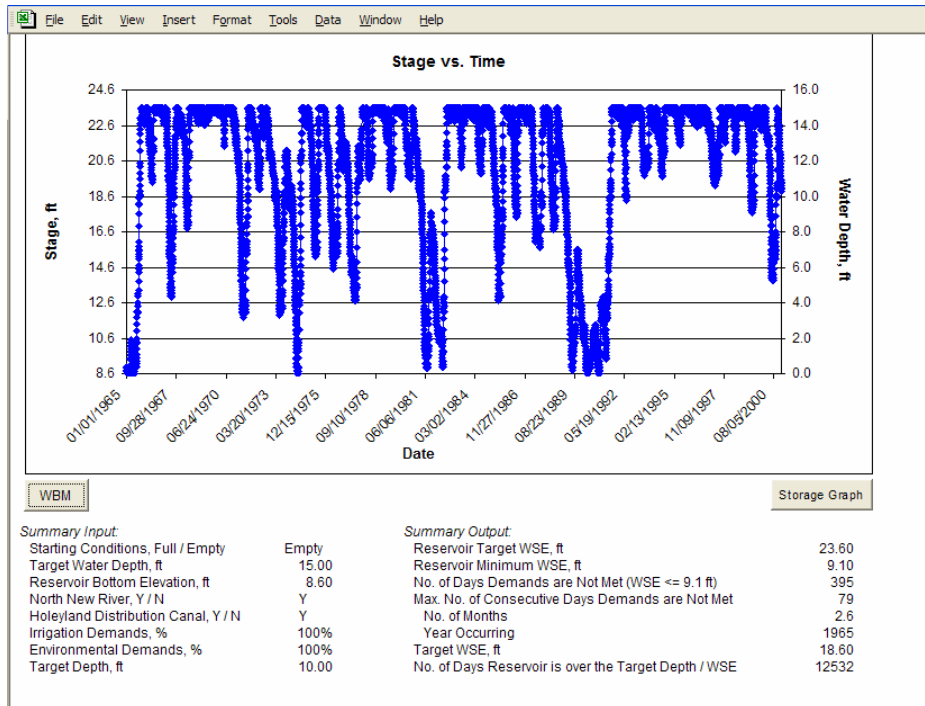 File Edit View Insert Format Tools Data Window Help
Stage vs. Time
24.6
22.6
20.6
18.6
16.6
14.6
12.6
10.6
8.6
Stage, ft
16.0
14.0
12.0
10.0
8.0
6.0
4.0
2.0
0.0
Water Depth, ft
01/01/1965
09/28/1967
06/24/1970
03/20/1973
12/15/1975
09/10/1978
06/06/1981
03/02/1984
11/27/1986
08/23/1989
05/19/1992
02/13/1995
11/09/1997
08/05/2000
Date
WBM
Storage Graph
Summary Input:
Starting Conditions, Full / Empty Empty
Target Water Depth, ft 15.00
Reservoir Bottom Elevation, ft 8.60
North New River, Y / N Y
Holeyland Distribution Canal, Y / N Y
Irrigation Demands, % 100%
Environmental Demands, % 100%
Target Depth, ft 10.00
Summary Output:
Reservoir Target WSE, ft 23.60
Reservoir Minimum WSE, ft 9.10
No. of Days Demands are Not Met (WSE <= 9.1 ft) 395
Max. No. of Consecutive Days Demands are Not Met 79
No. of Months 2.6
Year Occurring 1965
Target WSE, ft 18.60
No. of Days Reservoir is over the Target Depth / WSE 12532